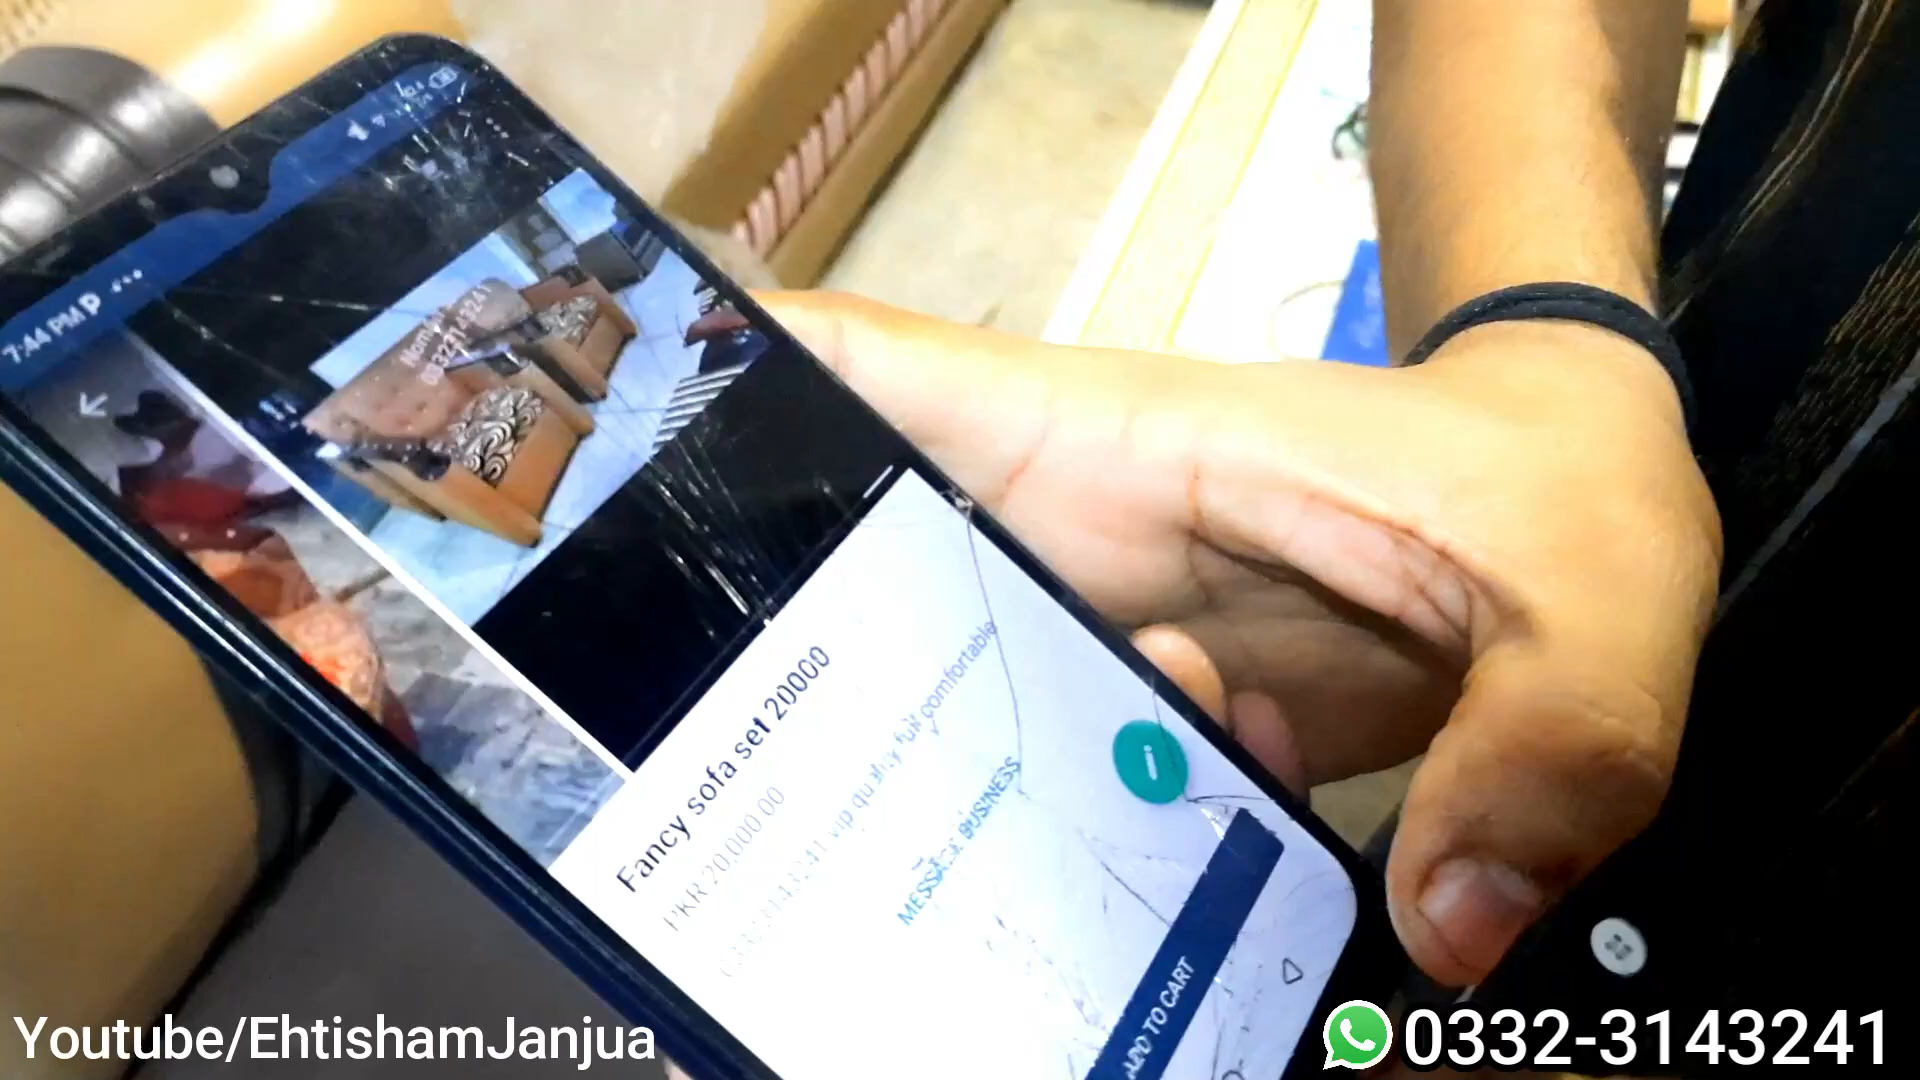 7:44 PM
Fancy sofa set 20000
PKR 20,000.00
03323143241 vip quality full comfortable
MESSAGE BUSINESS
ADD TO CART
Youtube/EhtishamJanjua
0332-3143241